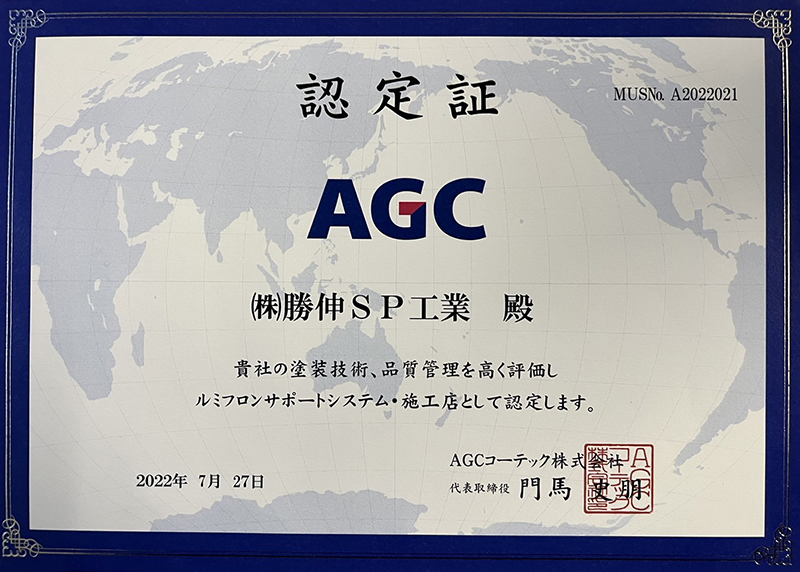 認定証
MUSNo. A2022021
AGC
㈱勝伸SP工業 殿
貴社の塗装技術、品質管理を高く評価し
ルミフロンサポートシステム・施工店として認定します。
2022年 7月 27日
AGCコーテック株式会社
代表取締役 門馬 史朋